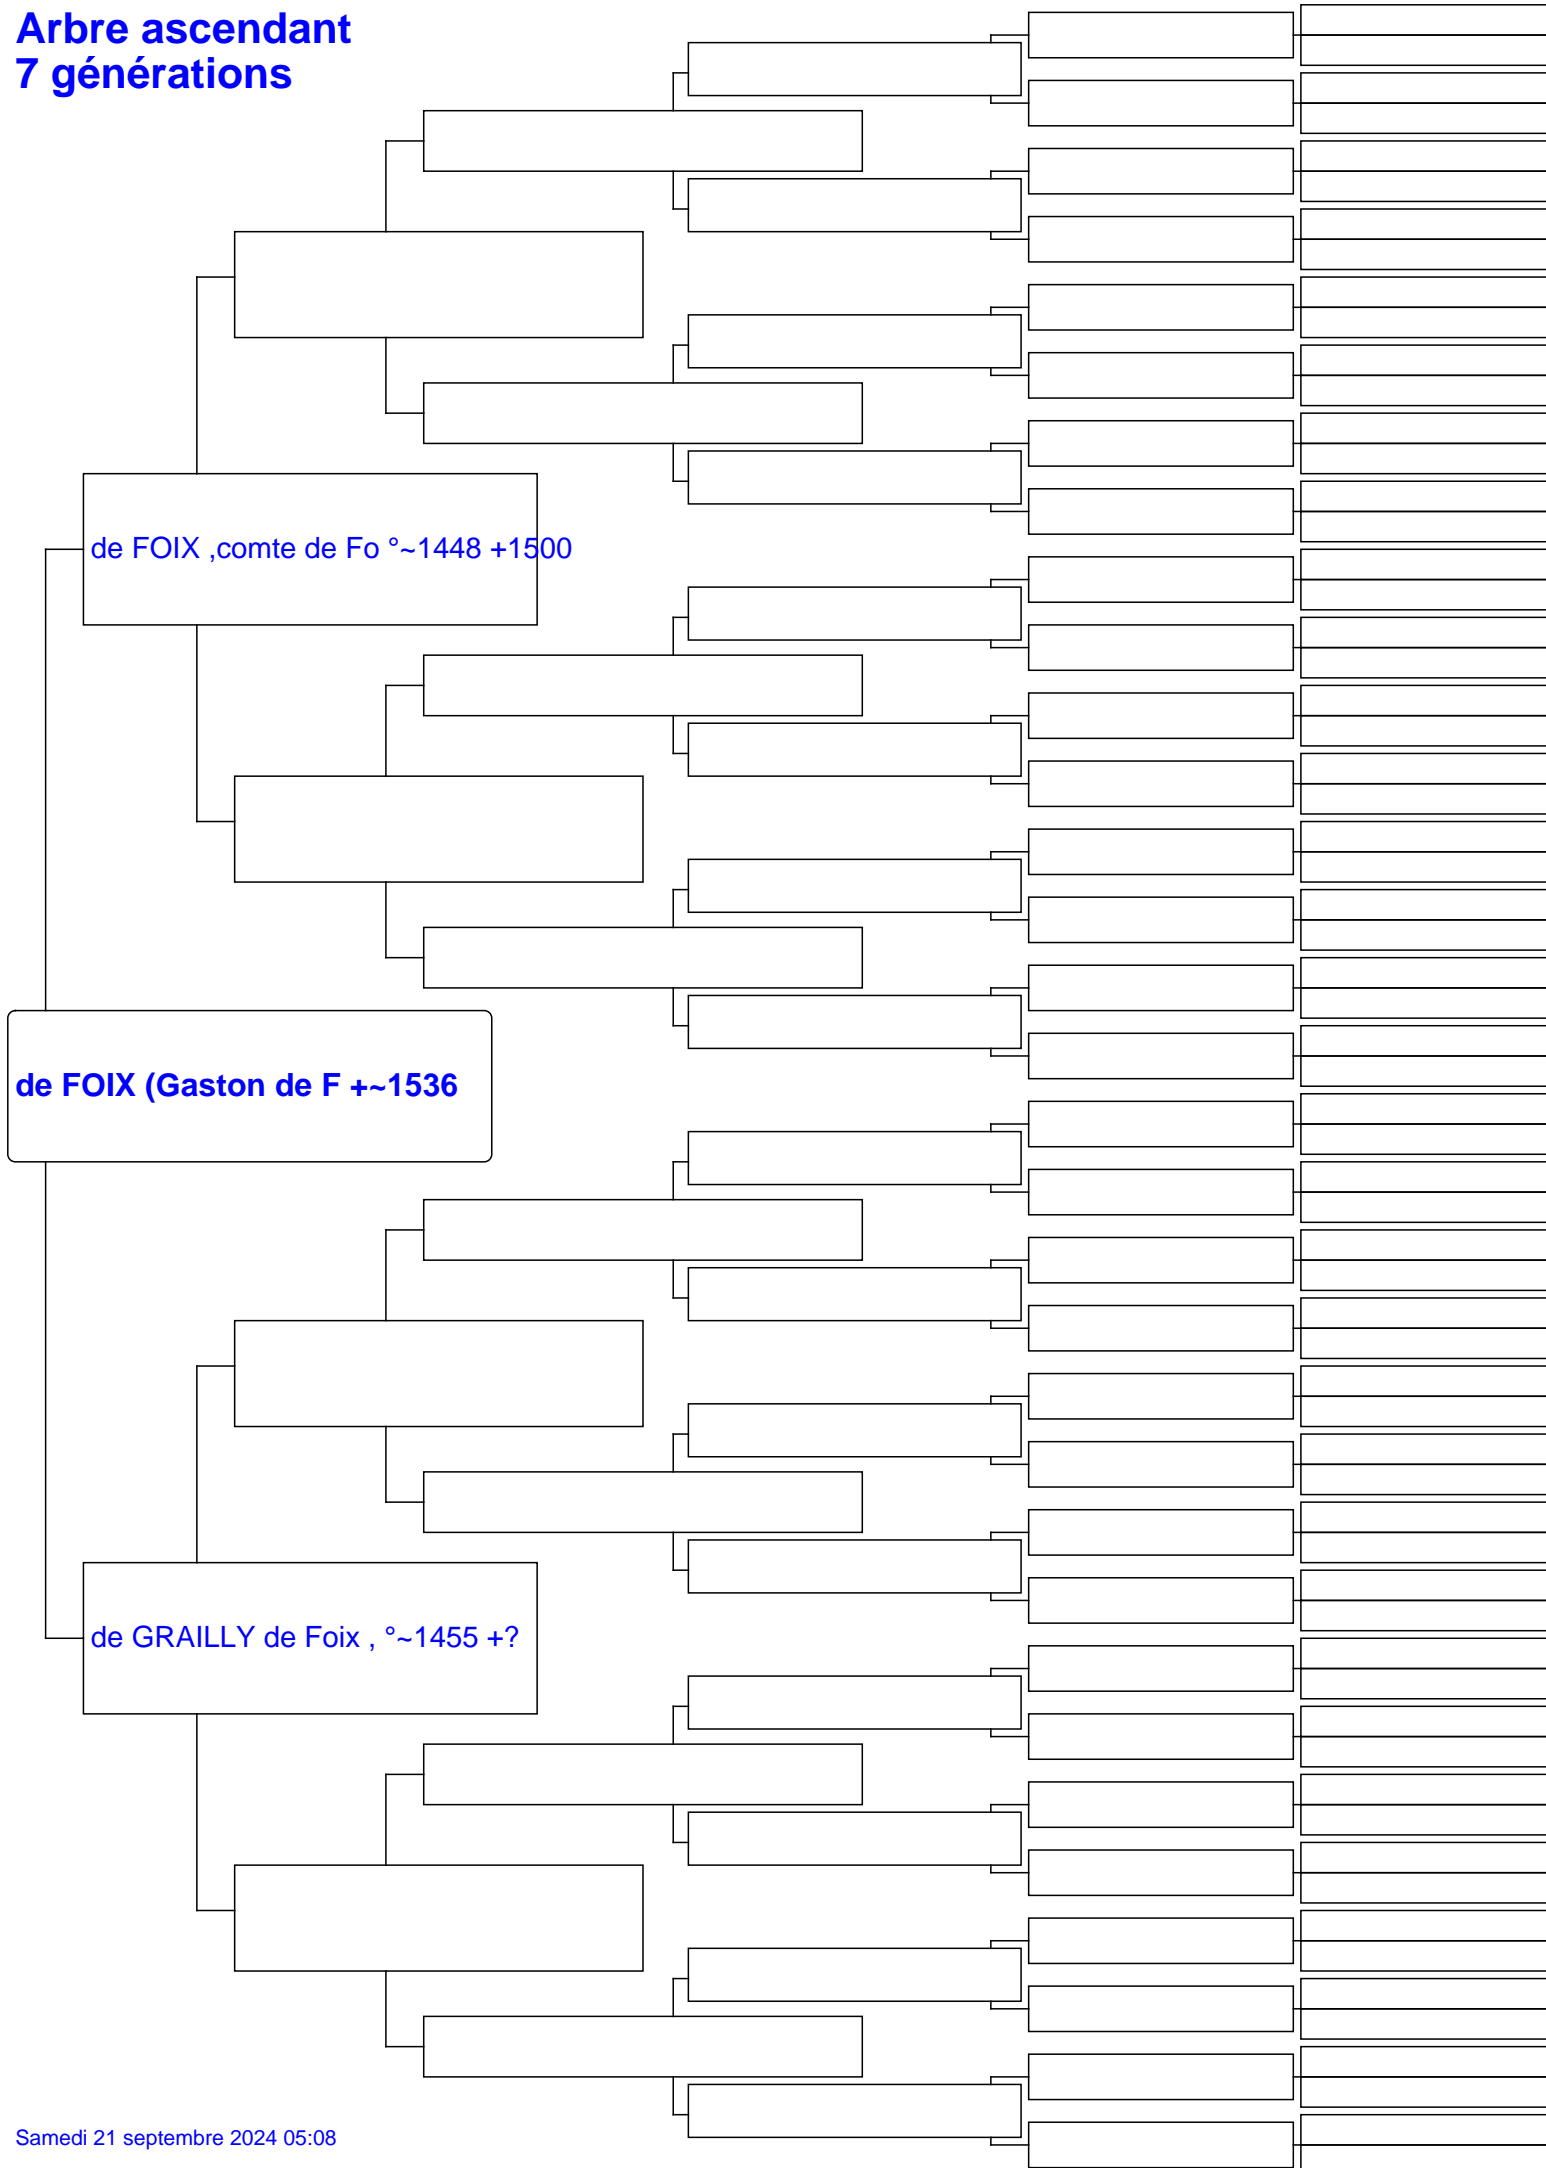 Arbre ascendant
7 générations
de FOIX ,comte de Fo °~1448 +1500
de FOIX (Gaston de F +~1536
de GRAILLY de Foix , °~1455 +?
Samedi 21 septembre 2024 05:08